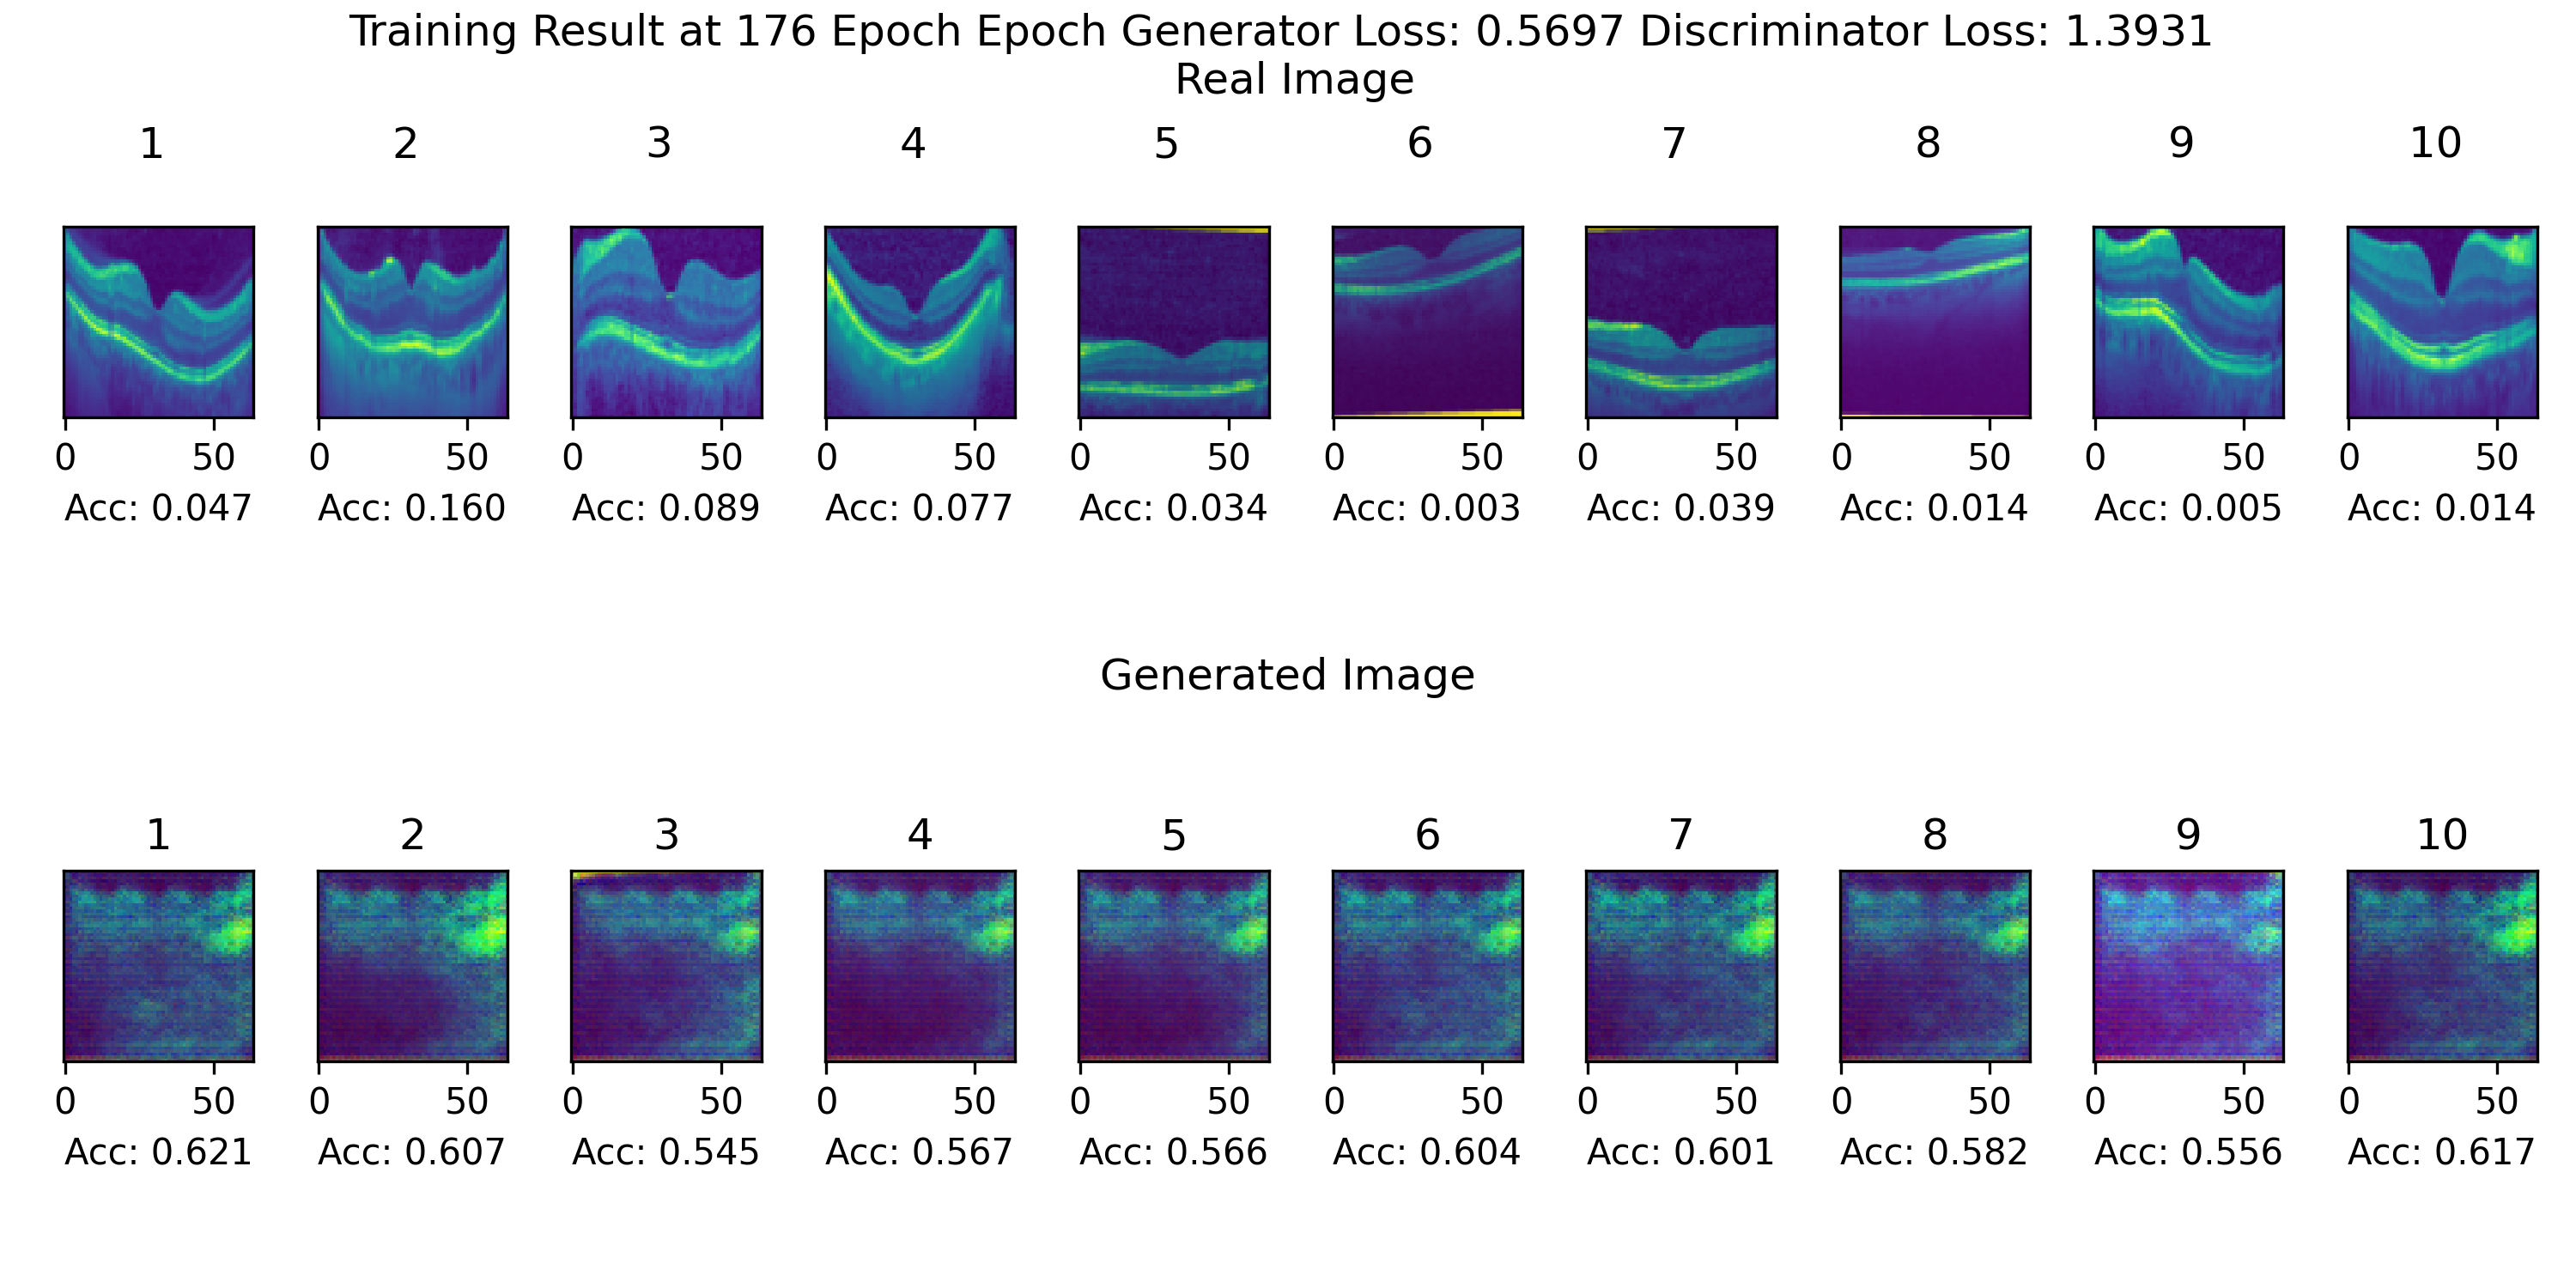 Training Result at 176 Epoch Epoch Generator Loss: 0.5697 Discriminator Loss: 1.3931
Real Image
1 2 3 4 5 6 7 8 9 10
0 50 0 50 0 50 0 50 0 50 0 50 0 50 0 50 0 50 0 50
Acc: 0.047 Acc: 0.160 Acc: 0.089 Acc: 0.077 Acc: 0.034 Acc: 0.003 Acc: 0.039 Acc: 0.014 Acc: 0.005 Acc: 0.014
Generated Image
1 2 3 4 5 6 7 8 9 10
0 50 0 50 0 50 0 50 0 50 0 50 0 50 0 50 0 50 0 50
Acc: 0.621 Acc: 0.607 Acc: 0.545 Acc: 0.567 Acc: 0.566 Acc: 0.604 Acc: 0.601 Acc: 0.582 Acc: 0.556 Acc: 0.617